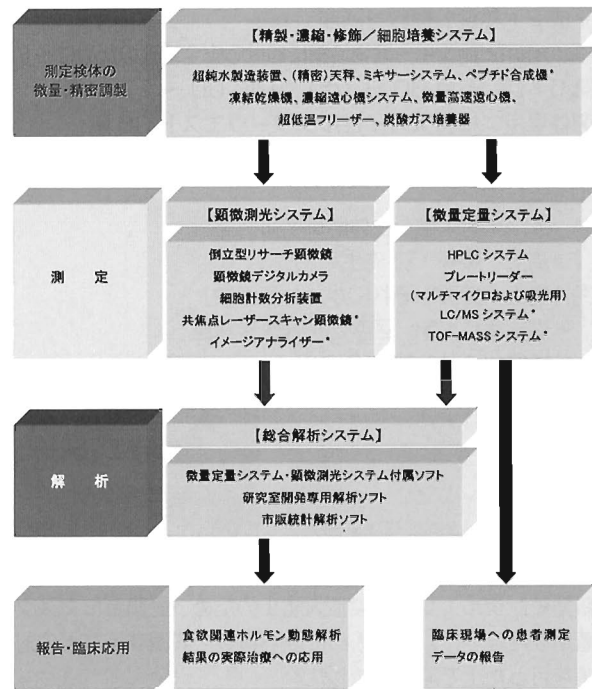 測定検体の
微量・精密調製
【精製・濃縮・修飾／細胞培養システム】
超純水製造装置、(精密)天秤、ミキサーシステム、ペプチド合成機*
凍結乾燥機、濃縮遠心機システム、微量高速遠心機、
超低温フリーザー、炭酸ガス培養器
測 定
【顕微測光システム】
倒立型リサーチ顕微鏡
顕微鏡デジタルカメラ
細胞計数分析装置
共焦点レーザースキャン顕微鏡*
イメージアナライザー*
【微量定量システム】
HPLC システム
プレートリーダー
(マルチマイクロおよび吸光用)
LC/MS システム*
TOF-MASS システム*
解 析
【総合解析システム】
微量定量システム・顕微測光システム付属ソフト
研究室開発専用解析ソフト
市販統計解析ソフト
報告・臨床応用
食欲関連ホルモン動態解析
結果の実際治療への応用
臨床現場への患者測定
データの報告